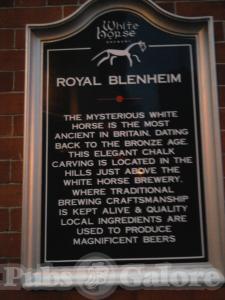 White
Horse
BREWERY
ROYAL BLENHEIM
THE MYSTERIOUS WHITE
HORSE IS THE MOST
ANCIENT IN BRITAIN, DATING
BACK TO THE BRONZE AGE.
THIS ELEGANT CHALK
CARVING IS LOCATED IN THE
HILLS JUST ABOVE THE
WHITE HORSE BREWERY,
WHERE TRADITIONAL
BREWING CRAFTSMANSHIP
IS KEPT ALIVE & QUALITY
LOCAL INGREDIENTS ARE
USED TO PRODUCE
MAGNIFICENT BEERS
Pubs Galore